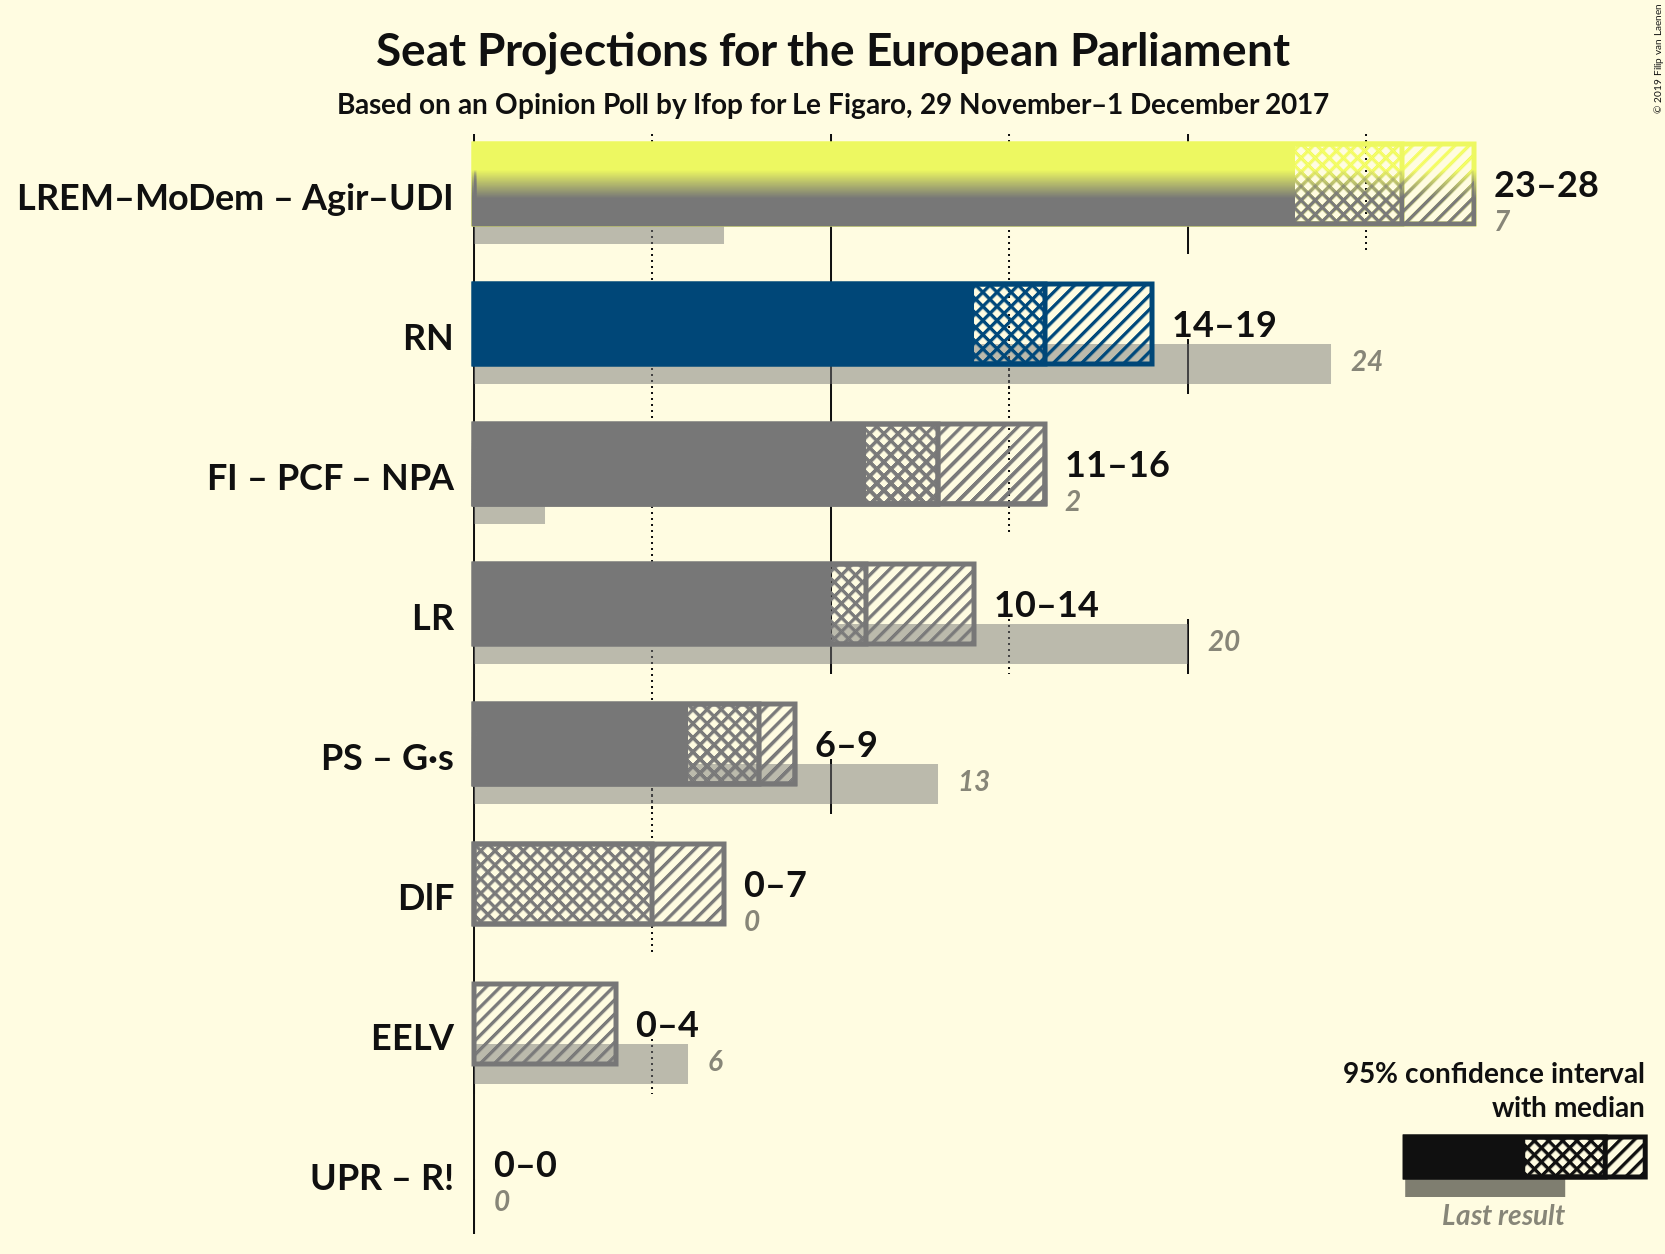 Seat Projections for the European Parliament
Based on an Opinion Poll by Ifop for Le Figaro, 29 November–1 December 2017
© 2019 Filip van Laenen
LREM–MoDem – Agir–UDI
23–28
7
RN
14–19
24
FI – PCF – NPA
11–16
2
LR
10–14
20
PS – G·s
6–9
13
DlF
0–7
0
EELV
0–4
6
UPR – R!
0–0
0
95% confidence interval
with median
Last result